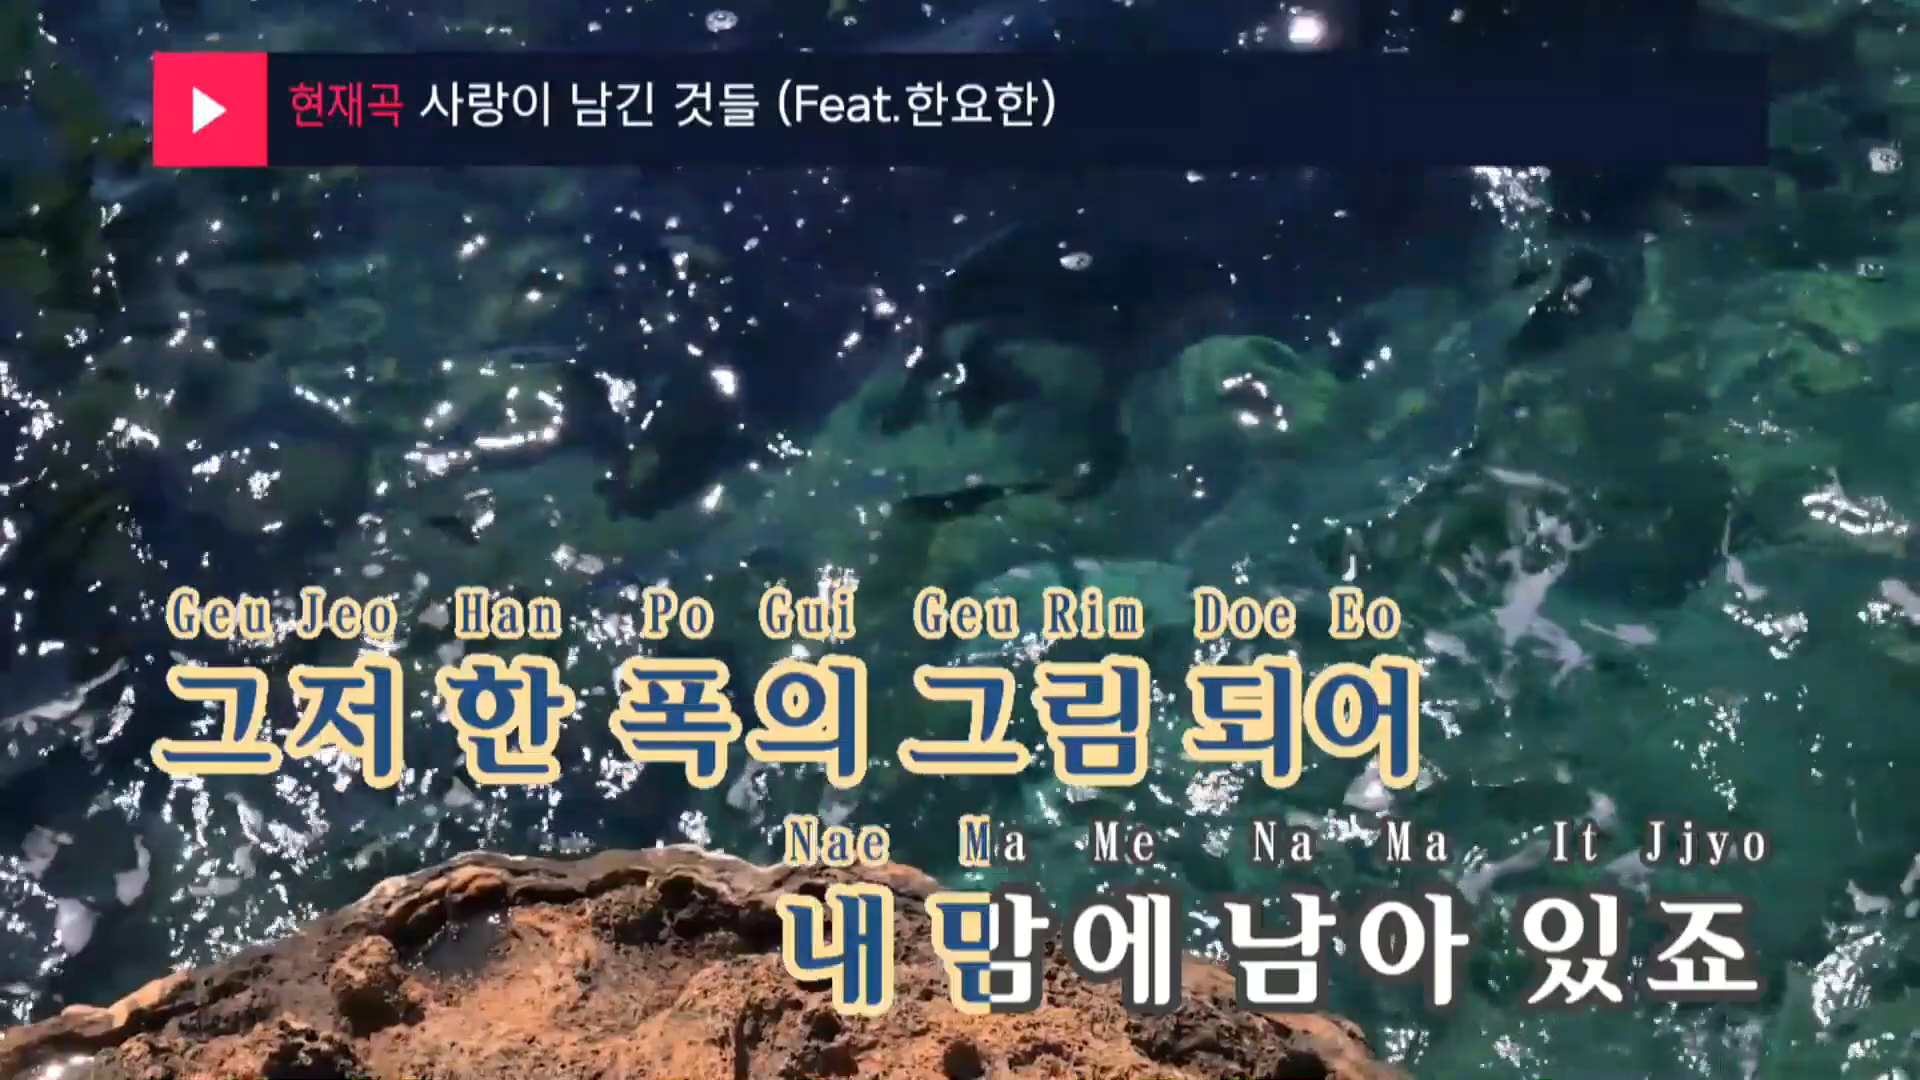 현재곡 사랑이 남긴 것들 (Feat.한요한)
Geu Jeo Han Po Gui Geu Rim Doe Eo
그저 한 폭의 그림 되어
Nae Ma Me Na Ma It Jjyo
내 맘에 남아 있죠